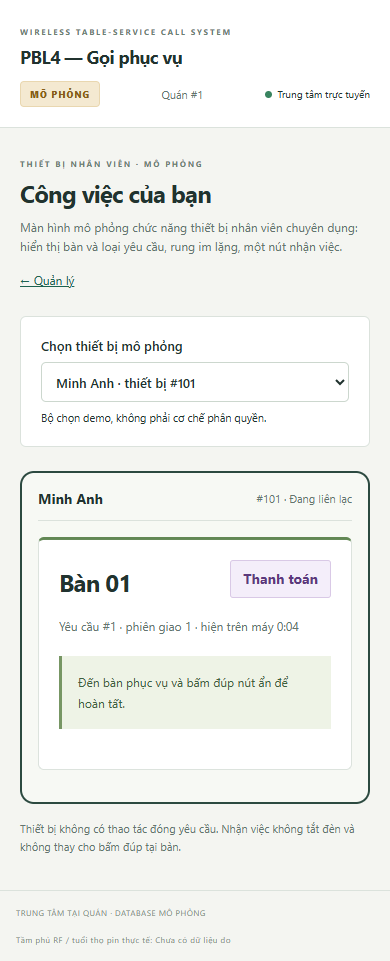 WIRELESS TABLE-SERVICE CALL SYSTEM
PBL4 — Gọi phục vụ
MÔ PHỎNG
Quán #1
Trung tâm trực tuyến
THIẾT BỊ NHÂN VIÊN · MÔ PHỎNG
Công việc của bạn
Màn hình mô phỏng chức năng thiết bị nhân viên chuyên dụng:
hiển thị bàn và loại yêu cầu, rung im lặng, một nút nhận việc.
← Quản lý
Chọn thiết bị mô phỏng
Minh Anh · thiết bị #101
Bộ chọn demo, không phải cơ chế phân quyền.
Minh Anh
#101 · Đang liên lạc
Bàn 01
Thanh toán
Yêu cầu #1 · phiên giao 1 · hiện trên máy 0:04
Đến bàn phục vụ và bấm đúp nút ẩn để
hoàn tất.
Thiết bị không có thao tác đóng yêu cầu. Nhận việc không tắt đèn và
không thay cho bấm đúp tại bàn.
TRUNG TÂM TẠI QUÁN · DATABASE MÔ PHỎNG
Tầm phủ RF / tuổi thọ pin thực tế: Chưa có dữ liệu đo